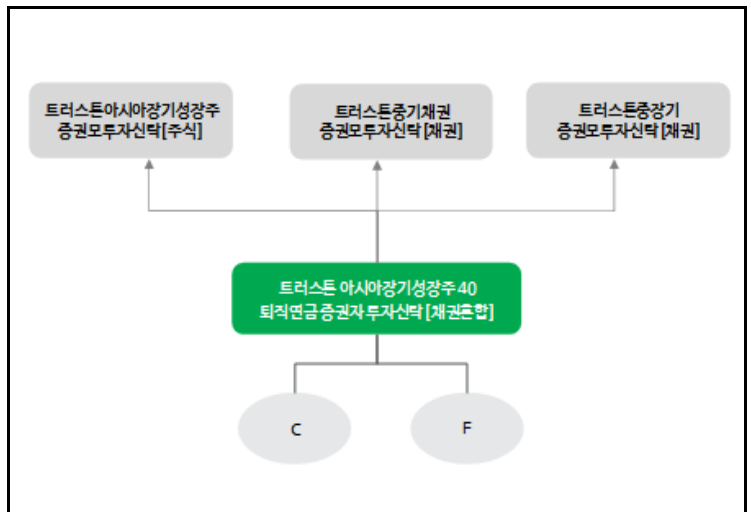 트러스톤아시아장기성장주
증권모투자신탁[주식]
트러스톤중기채권
증권모투자신탁[채권]
트러스톤중장기
증권모투자신탁[채권]
트러스톤 아시아장기성장주 40
퇴직연금 증권자 투자신탁 [채권혼합]
C
F